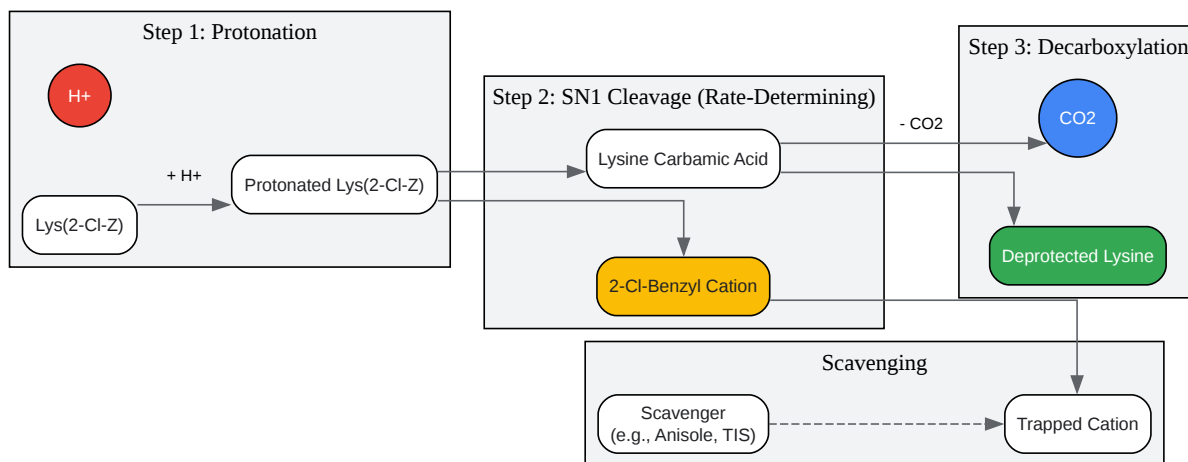 Step 1: Protonation
H+
+ H+
Lys(2-Cl-Z)
Protonated Lys(2-Cl-Z)
Step 2: SN1 Cleavage (Rate-Determining)
Lysine Carbamic Acid
2-Cl-Benzyl Cation
- CO2
Step 3: Decarboxylation
CO2
Deprotected Lysine
Scavenging
Scavenger
(e.g., Anisole, TIS)
Trapped Cation